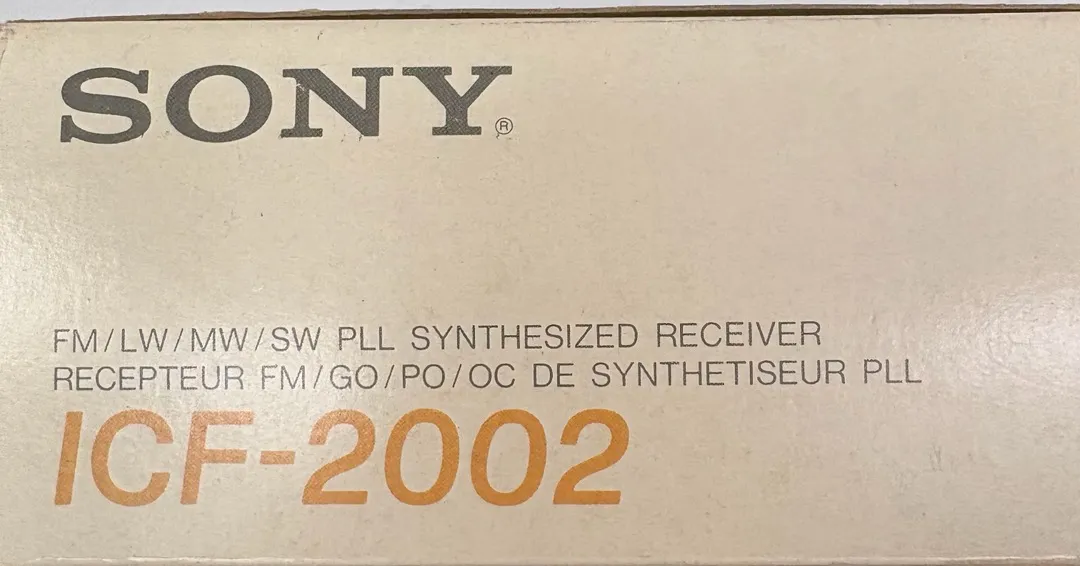 SONY®
FM/LW/MW/SW PLL SYNTHESIZED RECEIVER
RECEPTEUR FM/GO/PO/OC DE SYNTHETISEUR PLL
ICF-2002